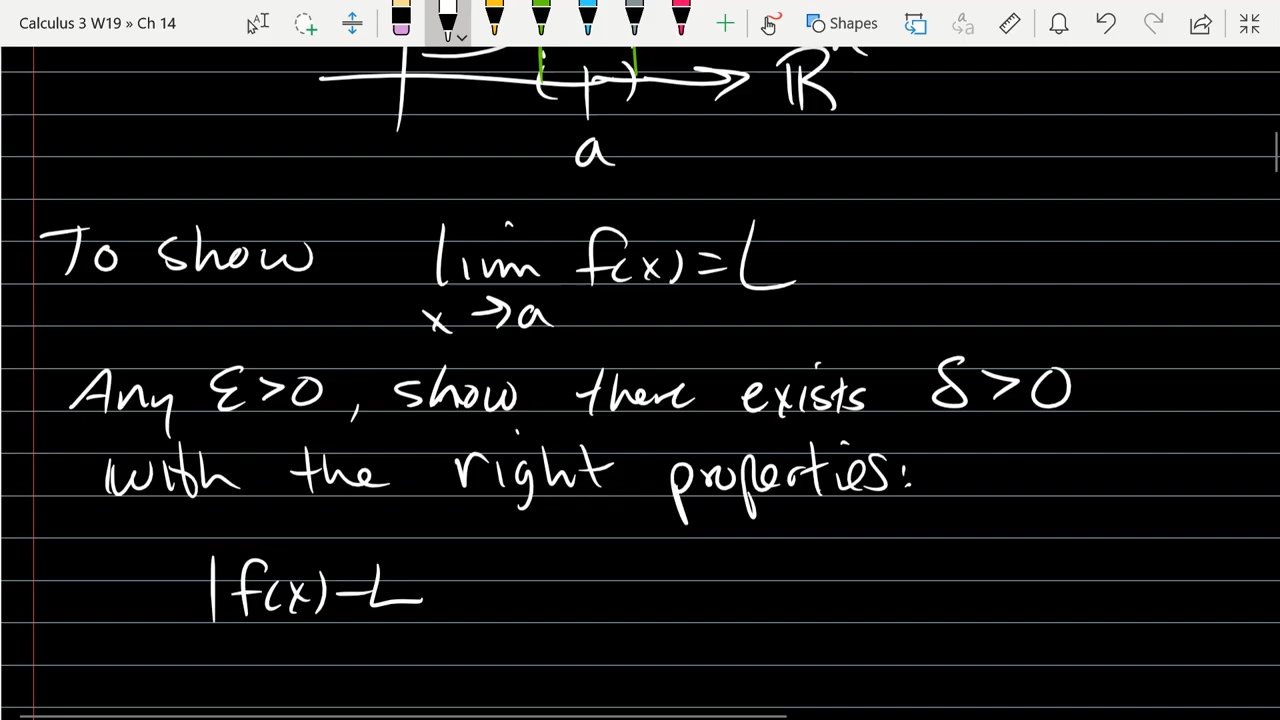 Calculus 3 W19 » Ch 14
Shapes
ℝⁿ
a
To show lim f(x) = L
x → a
Any ε > 0, show there exists δ > 0
with the right properties:
|f(x) - L